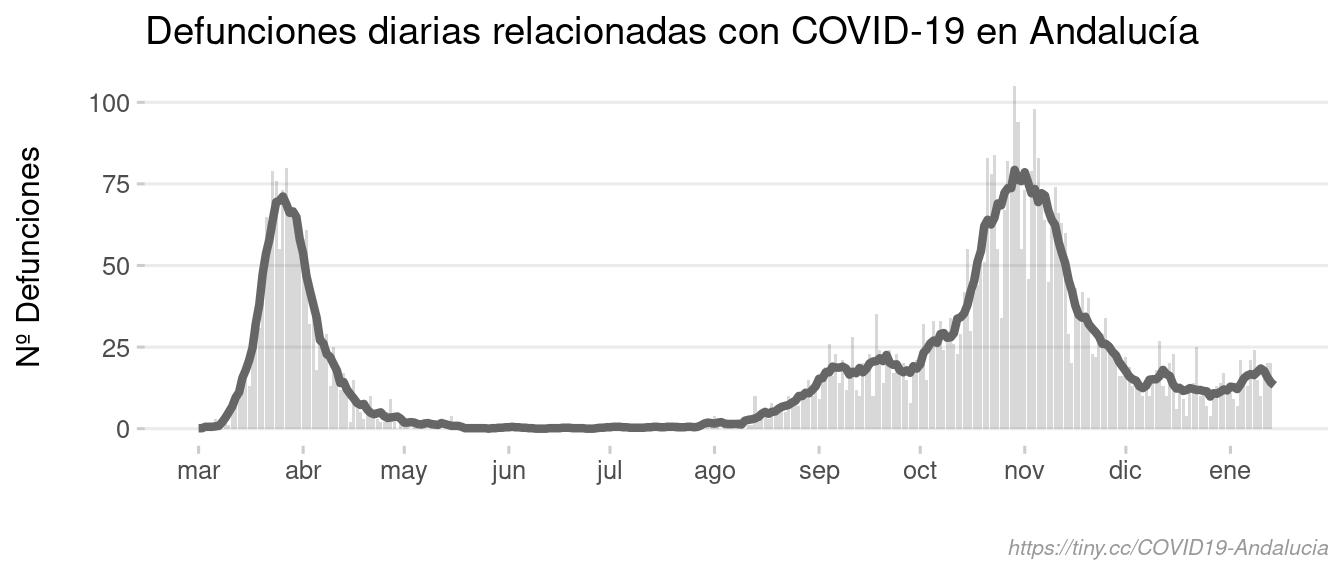 Defunciones diarias relacionadas con COVID-19 en Andalucía
Nº Defunciones
100
75
50
25
0
mar abr may jun jul ago sep oct nov dic ene
https://tiny.cc/COVID19-Andalucia